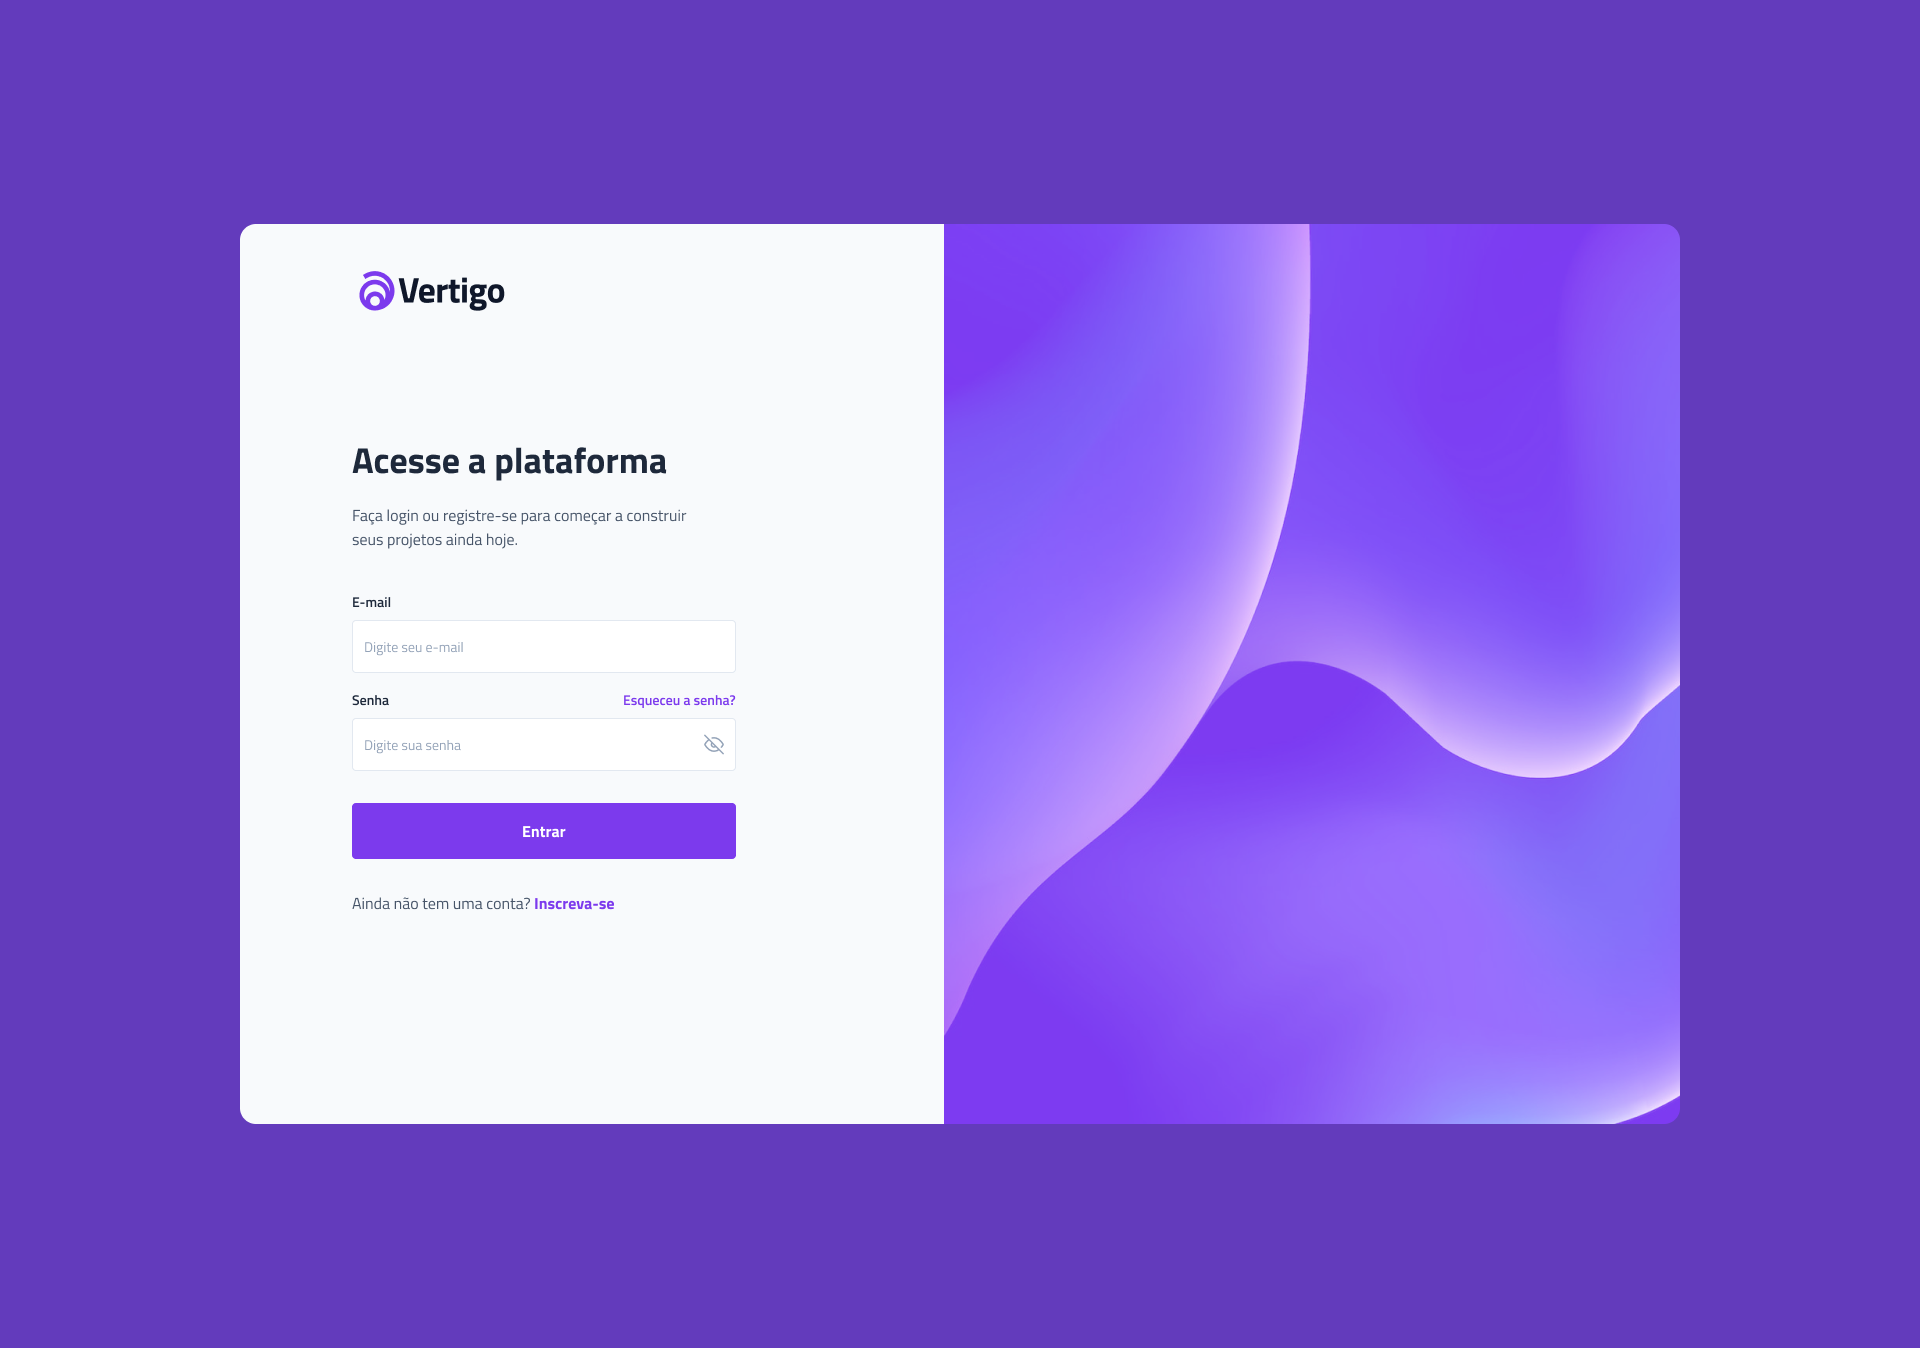 Vertigo
Acesse a plataforma
Faça login ou registre-se para começar a construir
seus projetos ainda hoje.
E-mail
Digite seu e-mail
Senha Esqueceu a senha?
Digite sua senha
Entrar
Ainda não tem uma conta? Inscreva-se